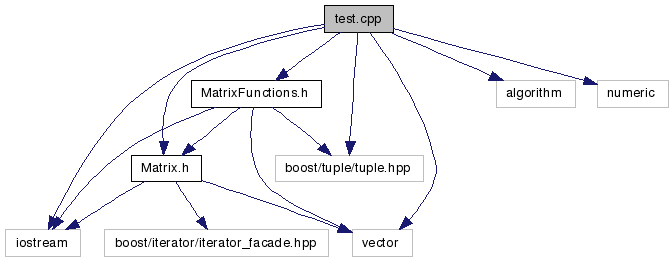 test.cpp
MatrixFunctions.h
algorithm
numeric
Matrix.h
boost/tuple/tuple.hpp
iostream
boost/iterator/iterator_facade.hpp
vector